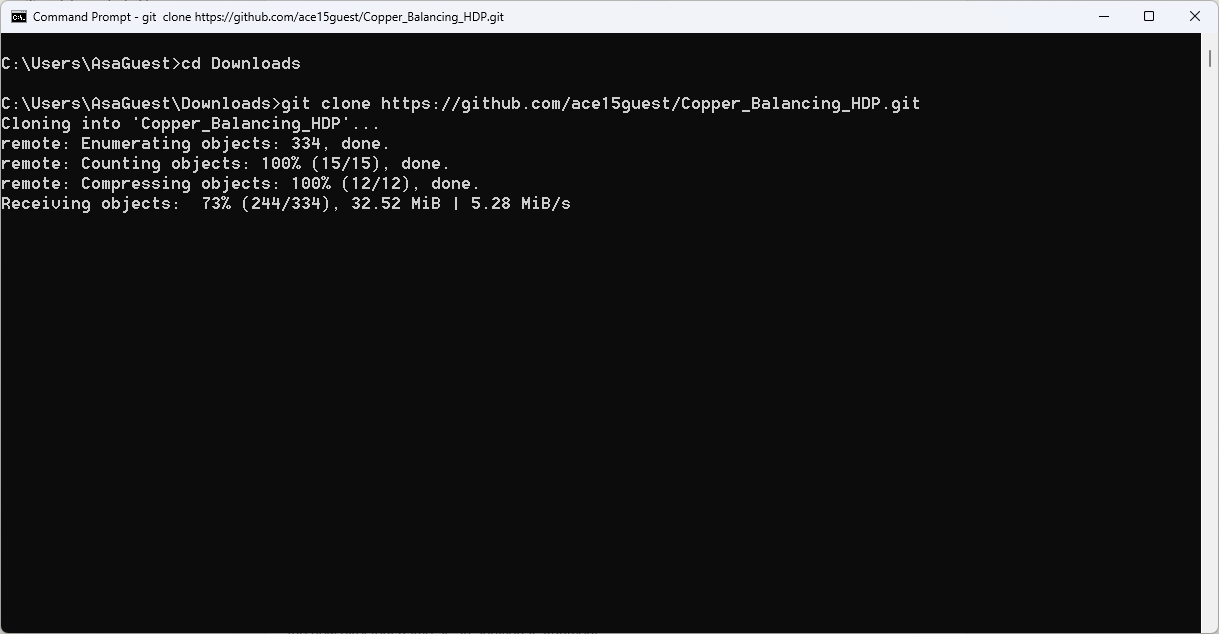 Command Prompt - git  clone https://github.com/ace15guest/Copper_Balancing_HDP.git
C:\Users\AsaGuest>cd Downloads
C:\Users\AsaGuest\Downloads>git clone https://github.com/ace15guest/Copper_Balancing_HDP.git
Cloning into 'Copper_Balancing_HDP'...
remote: Enumerating objects: 334, done.
remote: Counting objects: 100% (15/15), done.
remote: Compressing objects: 100% (12/12), done.
Receiving objects:  73% (244/334), 32.52 MiB | 5.28 MiB/s